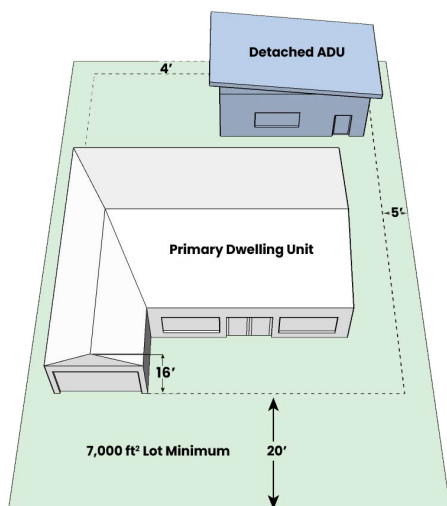 Detached ADU
4’
5’
Primary Dwelling Unit
16’
7,000 ft² Lot Minimum
20’